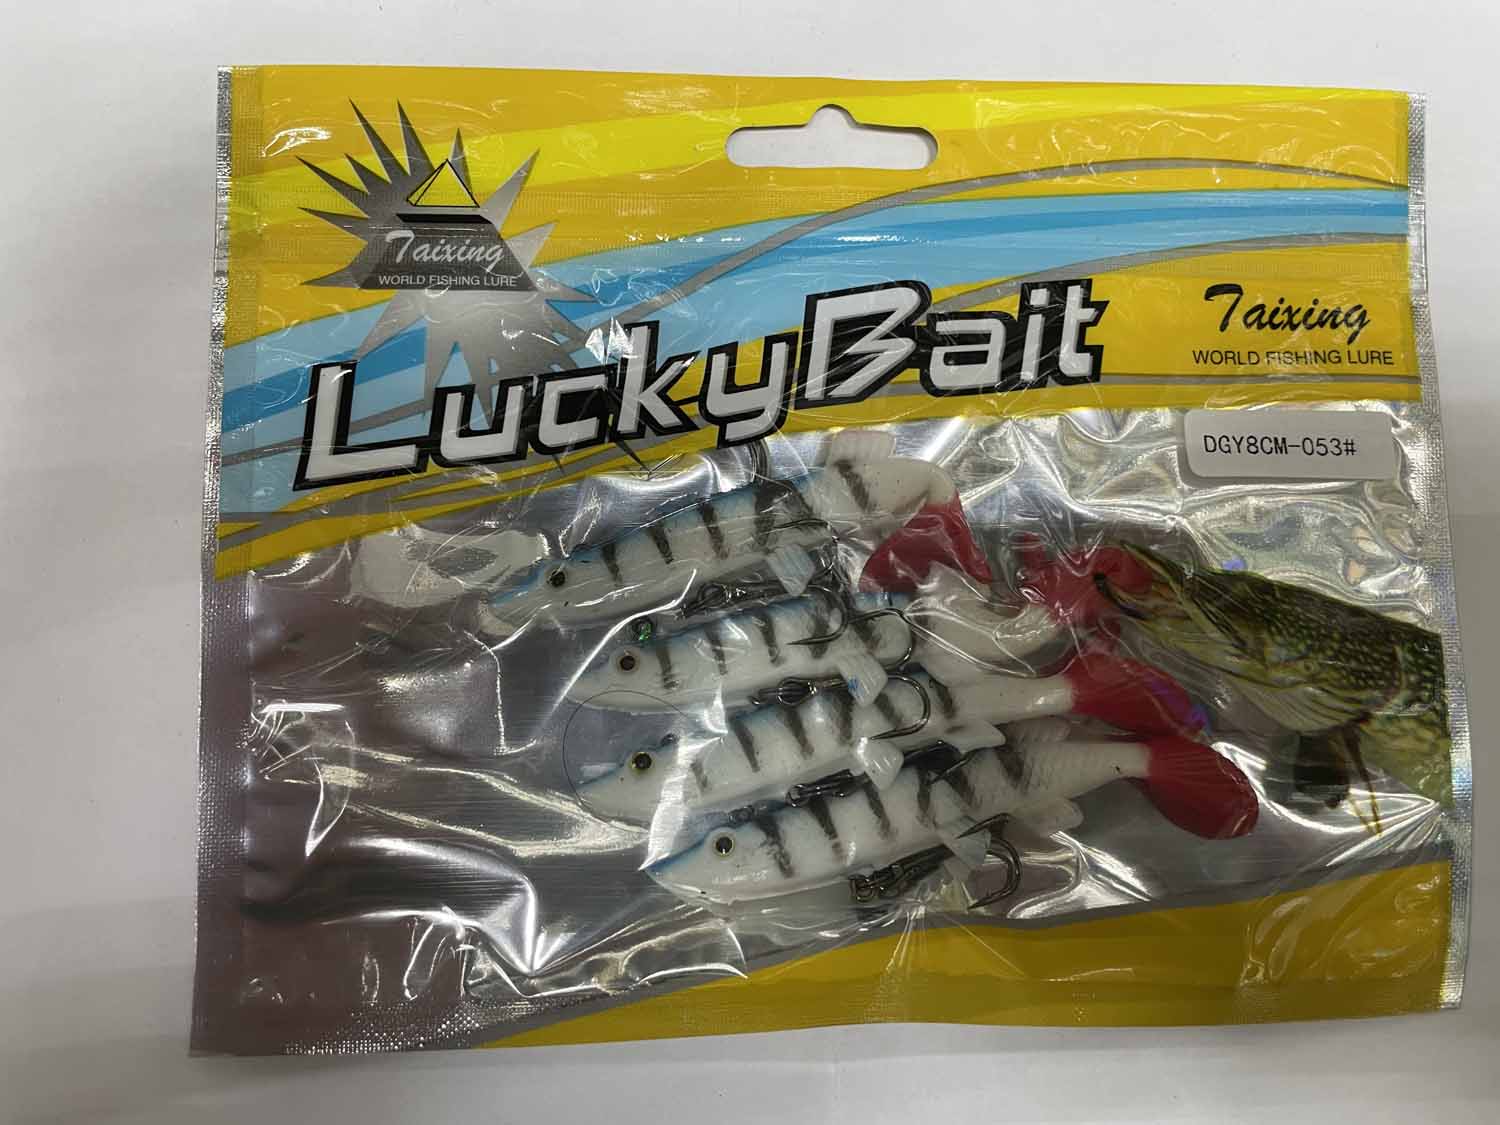 Taixing
WORLD FISHING LURE
LuckyBait
Taixing
WORLD FISHING LURE
DGY8CM-053#